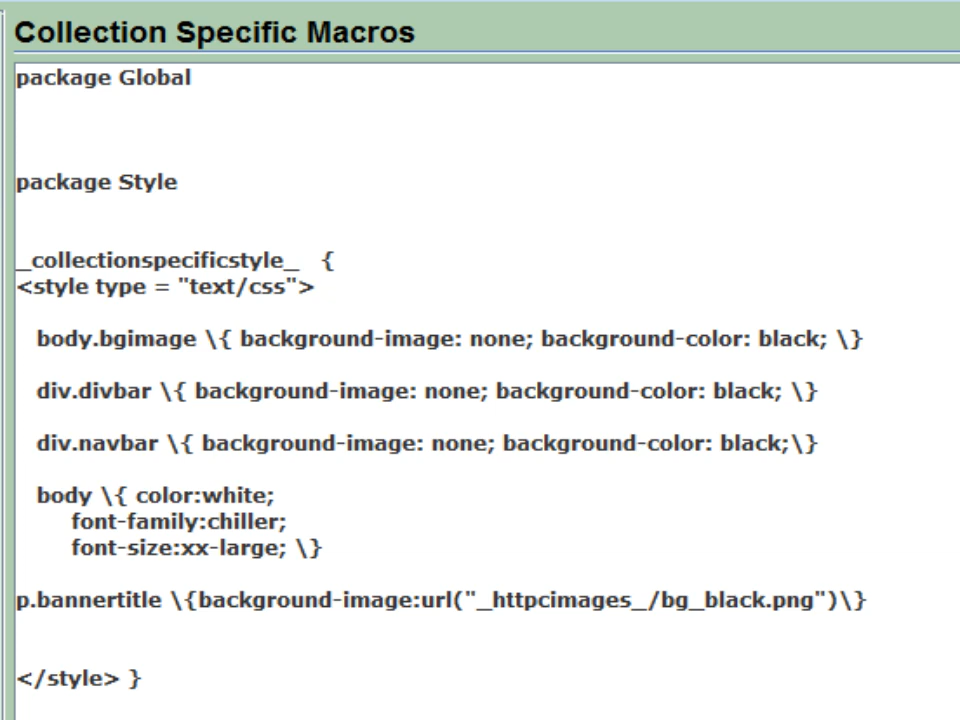 Collection Specific Macros
package Global
package Style
_collectionspecificstyle_ {
<style type = "text/css">
body.bgimage \{ background-image: none; background-color: black; \}
div.divbar \{ background-image: none; background-color: black; \}
div.navbar \{ background-image: none; background-color: black;\}
body \{ color:white;
font-family:chiller;
font-size:xx-large; \}
p.bannertitle \{background-image:url("_httpcimages_/bg_black.png")\}
</style> }